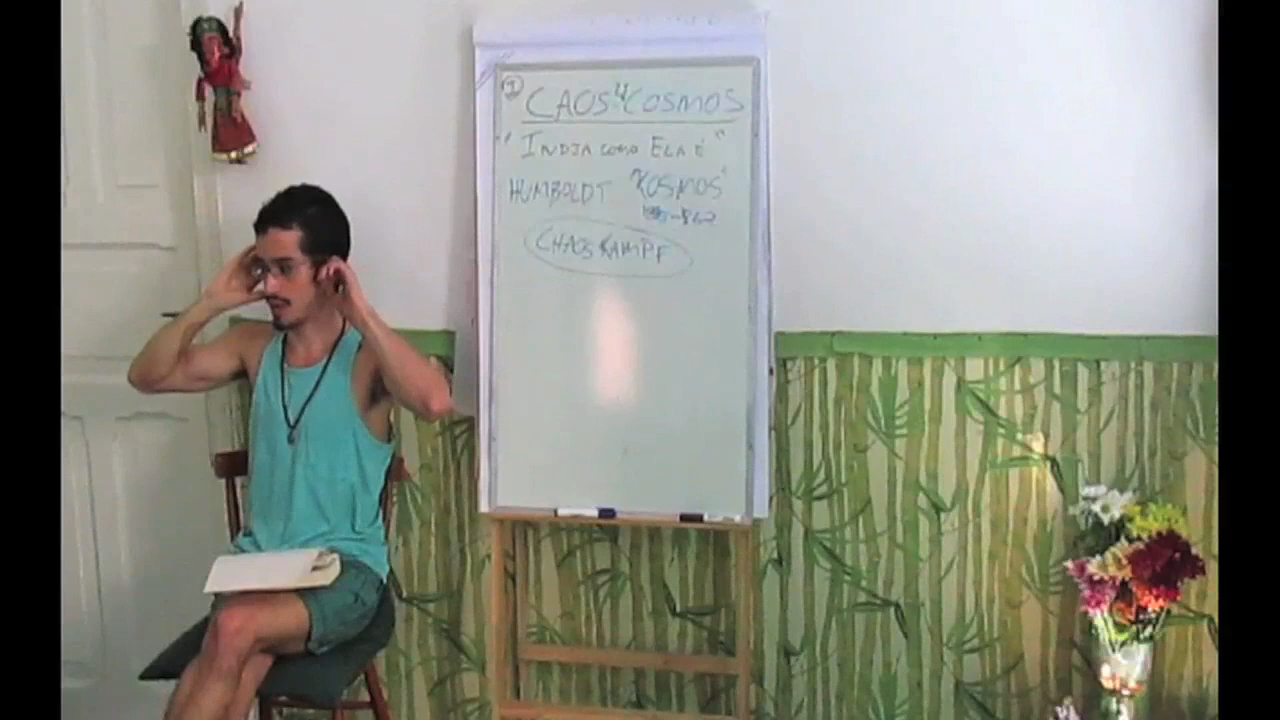 ① CAOS Y COSMOS
"INDIA COMO ELA É"
HUMBOLDT "KOSMOS"
CHAOSKAMPF